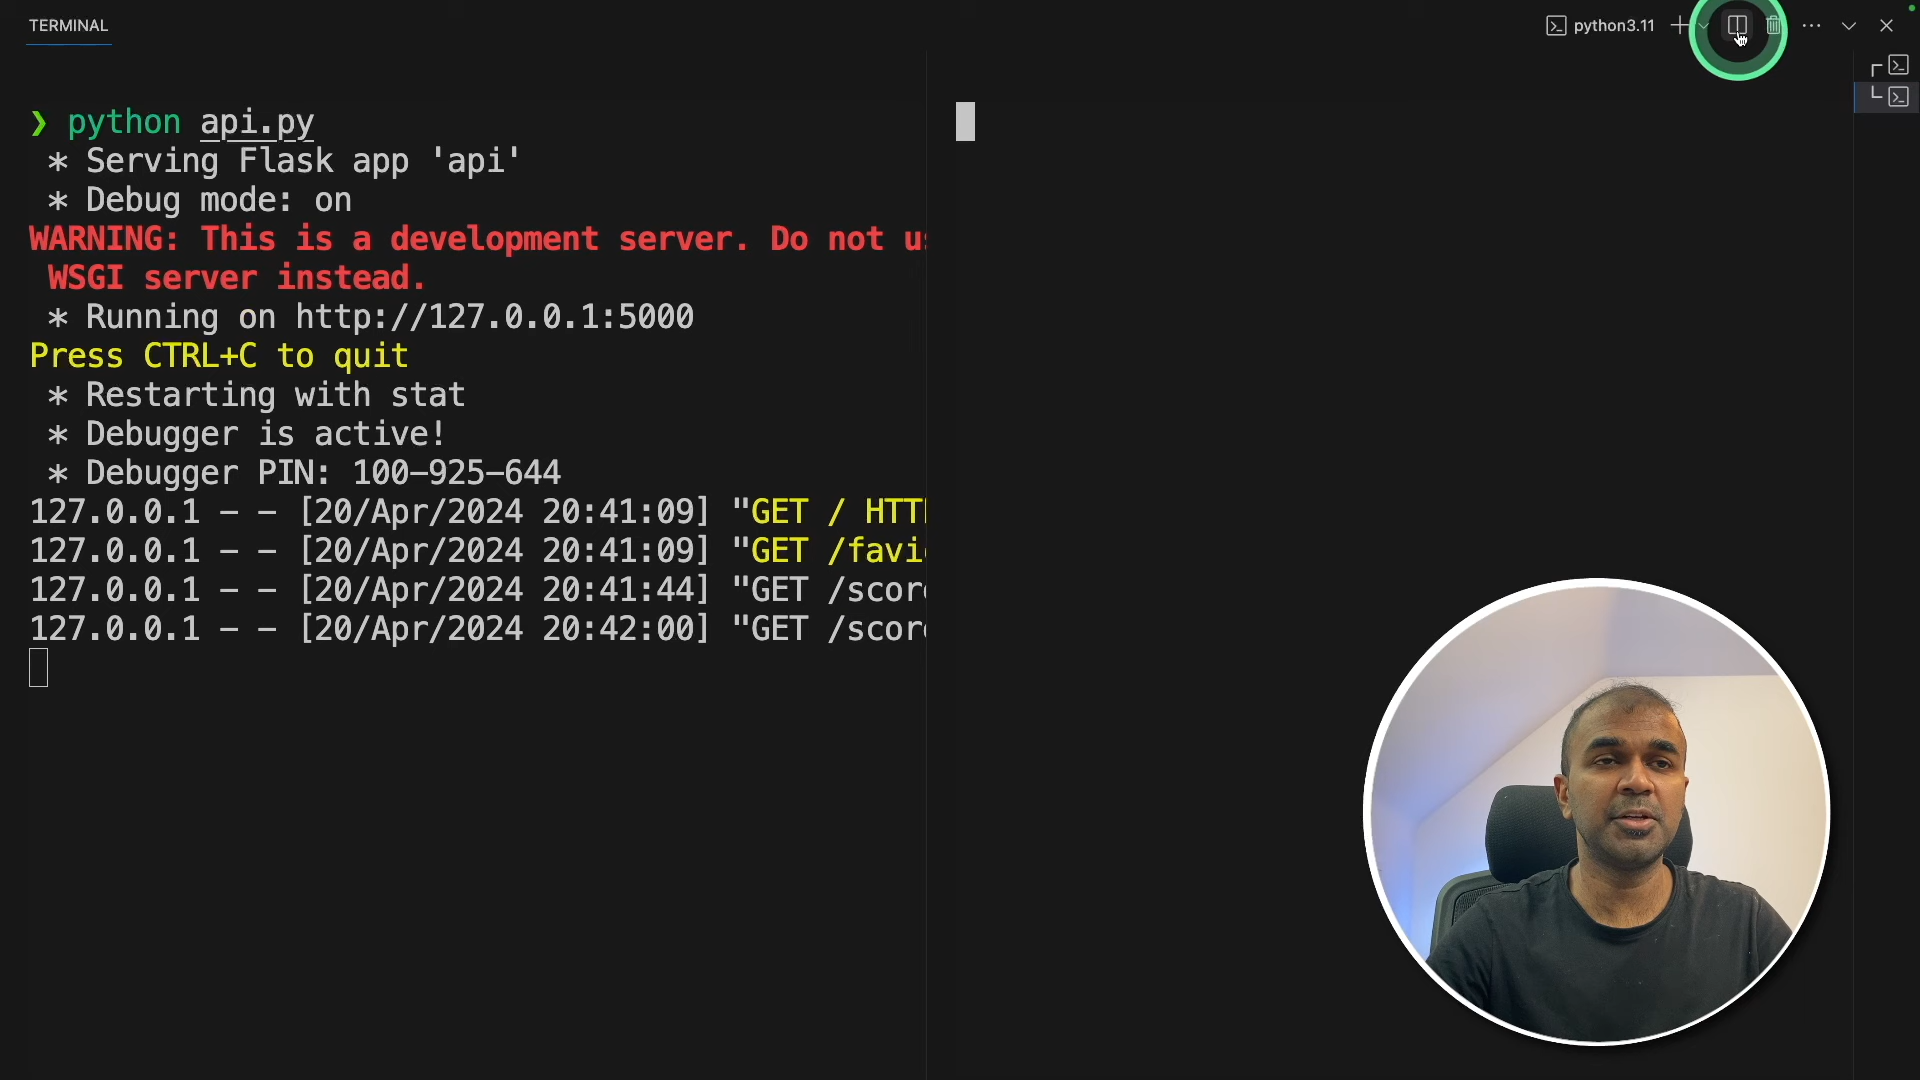 TERMINAL
python3.11
❯ python api.py
* Serving Flask app 'api'
* Debug mode: on
WARNING: This is a development server. Do not
WSGI server instead.
* Running on http://127.0.0.1:5000
Press CTRL+C to quit
* Restarting with stat
* Debugger is active!
* Debugger PIN: 100-925-644
127.0.0.1 - - [20/Apr/2024 20:41:09] "GET /
127.0.0.1 - - [20/Apr/2024 20:41:09] "GET
127.0.0.1 - - [20/Apr/2024 20:41:44] "GET
127.0.0.1 - - [20/Apr/2024 20:42:00] "GET